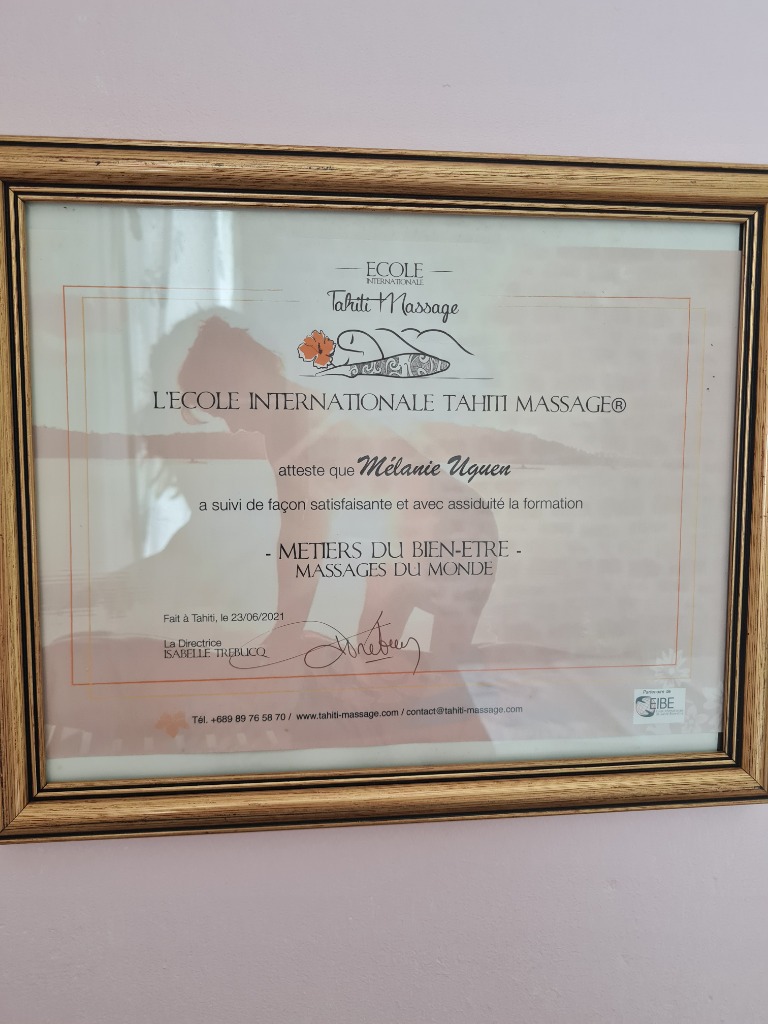 ECOLE
INTERNATIONALE
Tahiti Massage
L'ECOLE INTERNATIONALE TAHITI MASSAGE®
atteste que Mélanie Uguen
a suivi de façon satisfaisante et avec assiduité la formation
- METIERS DU BIEN-ETRE -
MASSAGES DU MONDE
Fait à Tahiti, le 23/06/2021
La Directrice
ISABELLE TREBUCQ
Tél. +689 89 76 58 70 / www.tahiti-massage.com / contact@tahiti-massage.com
Partenaire de
EIBE